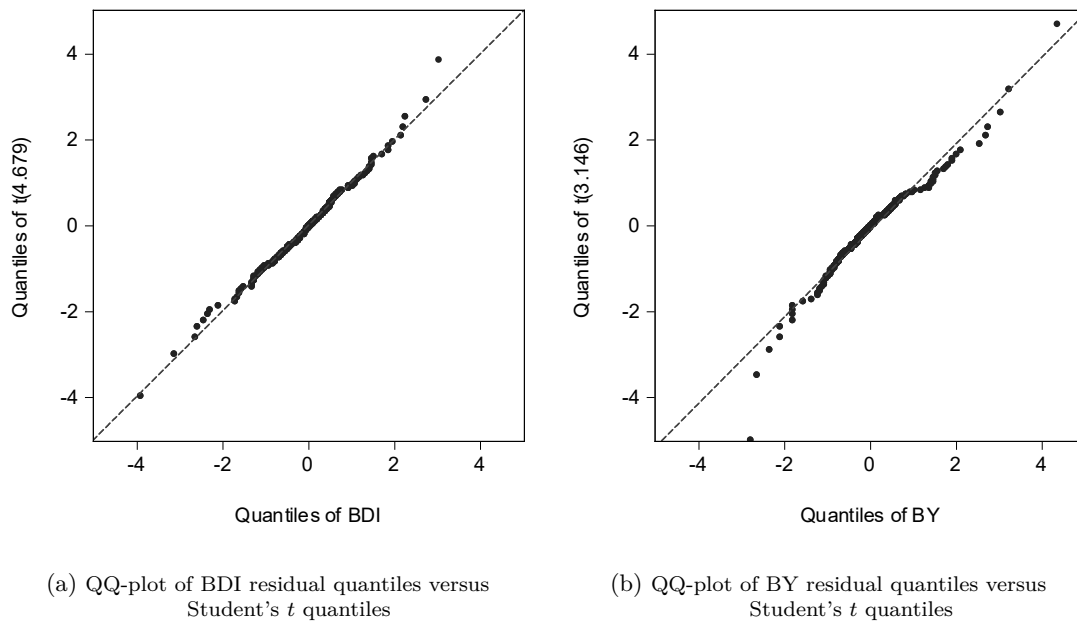 4
2
0
-2
-4
Quantiles of t(4.679)
-4 -2 0 2 4
Quantiles of BDI
(a) QQ-plot of BDI residual quantiles versus
Student's t quantiles
4
2
0
-2
-4
Quantiles of t(3.146)
-4 -2 0 2 4
Quantiles of BY
(b) QQ-plot of BY residual quantiles versus
Student's t quantiles